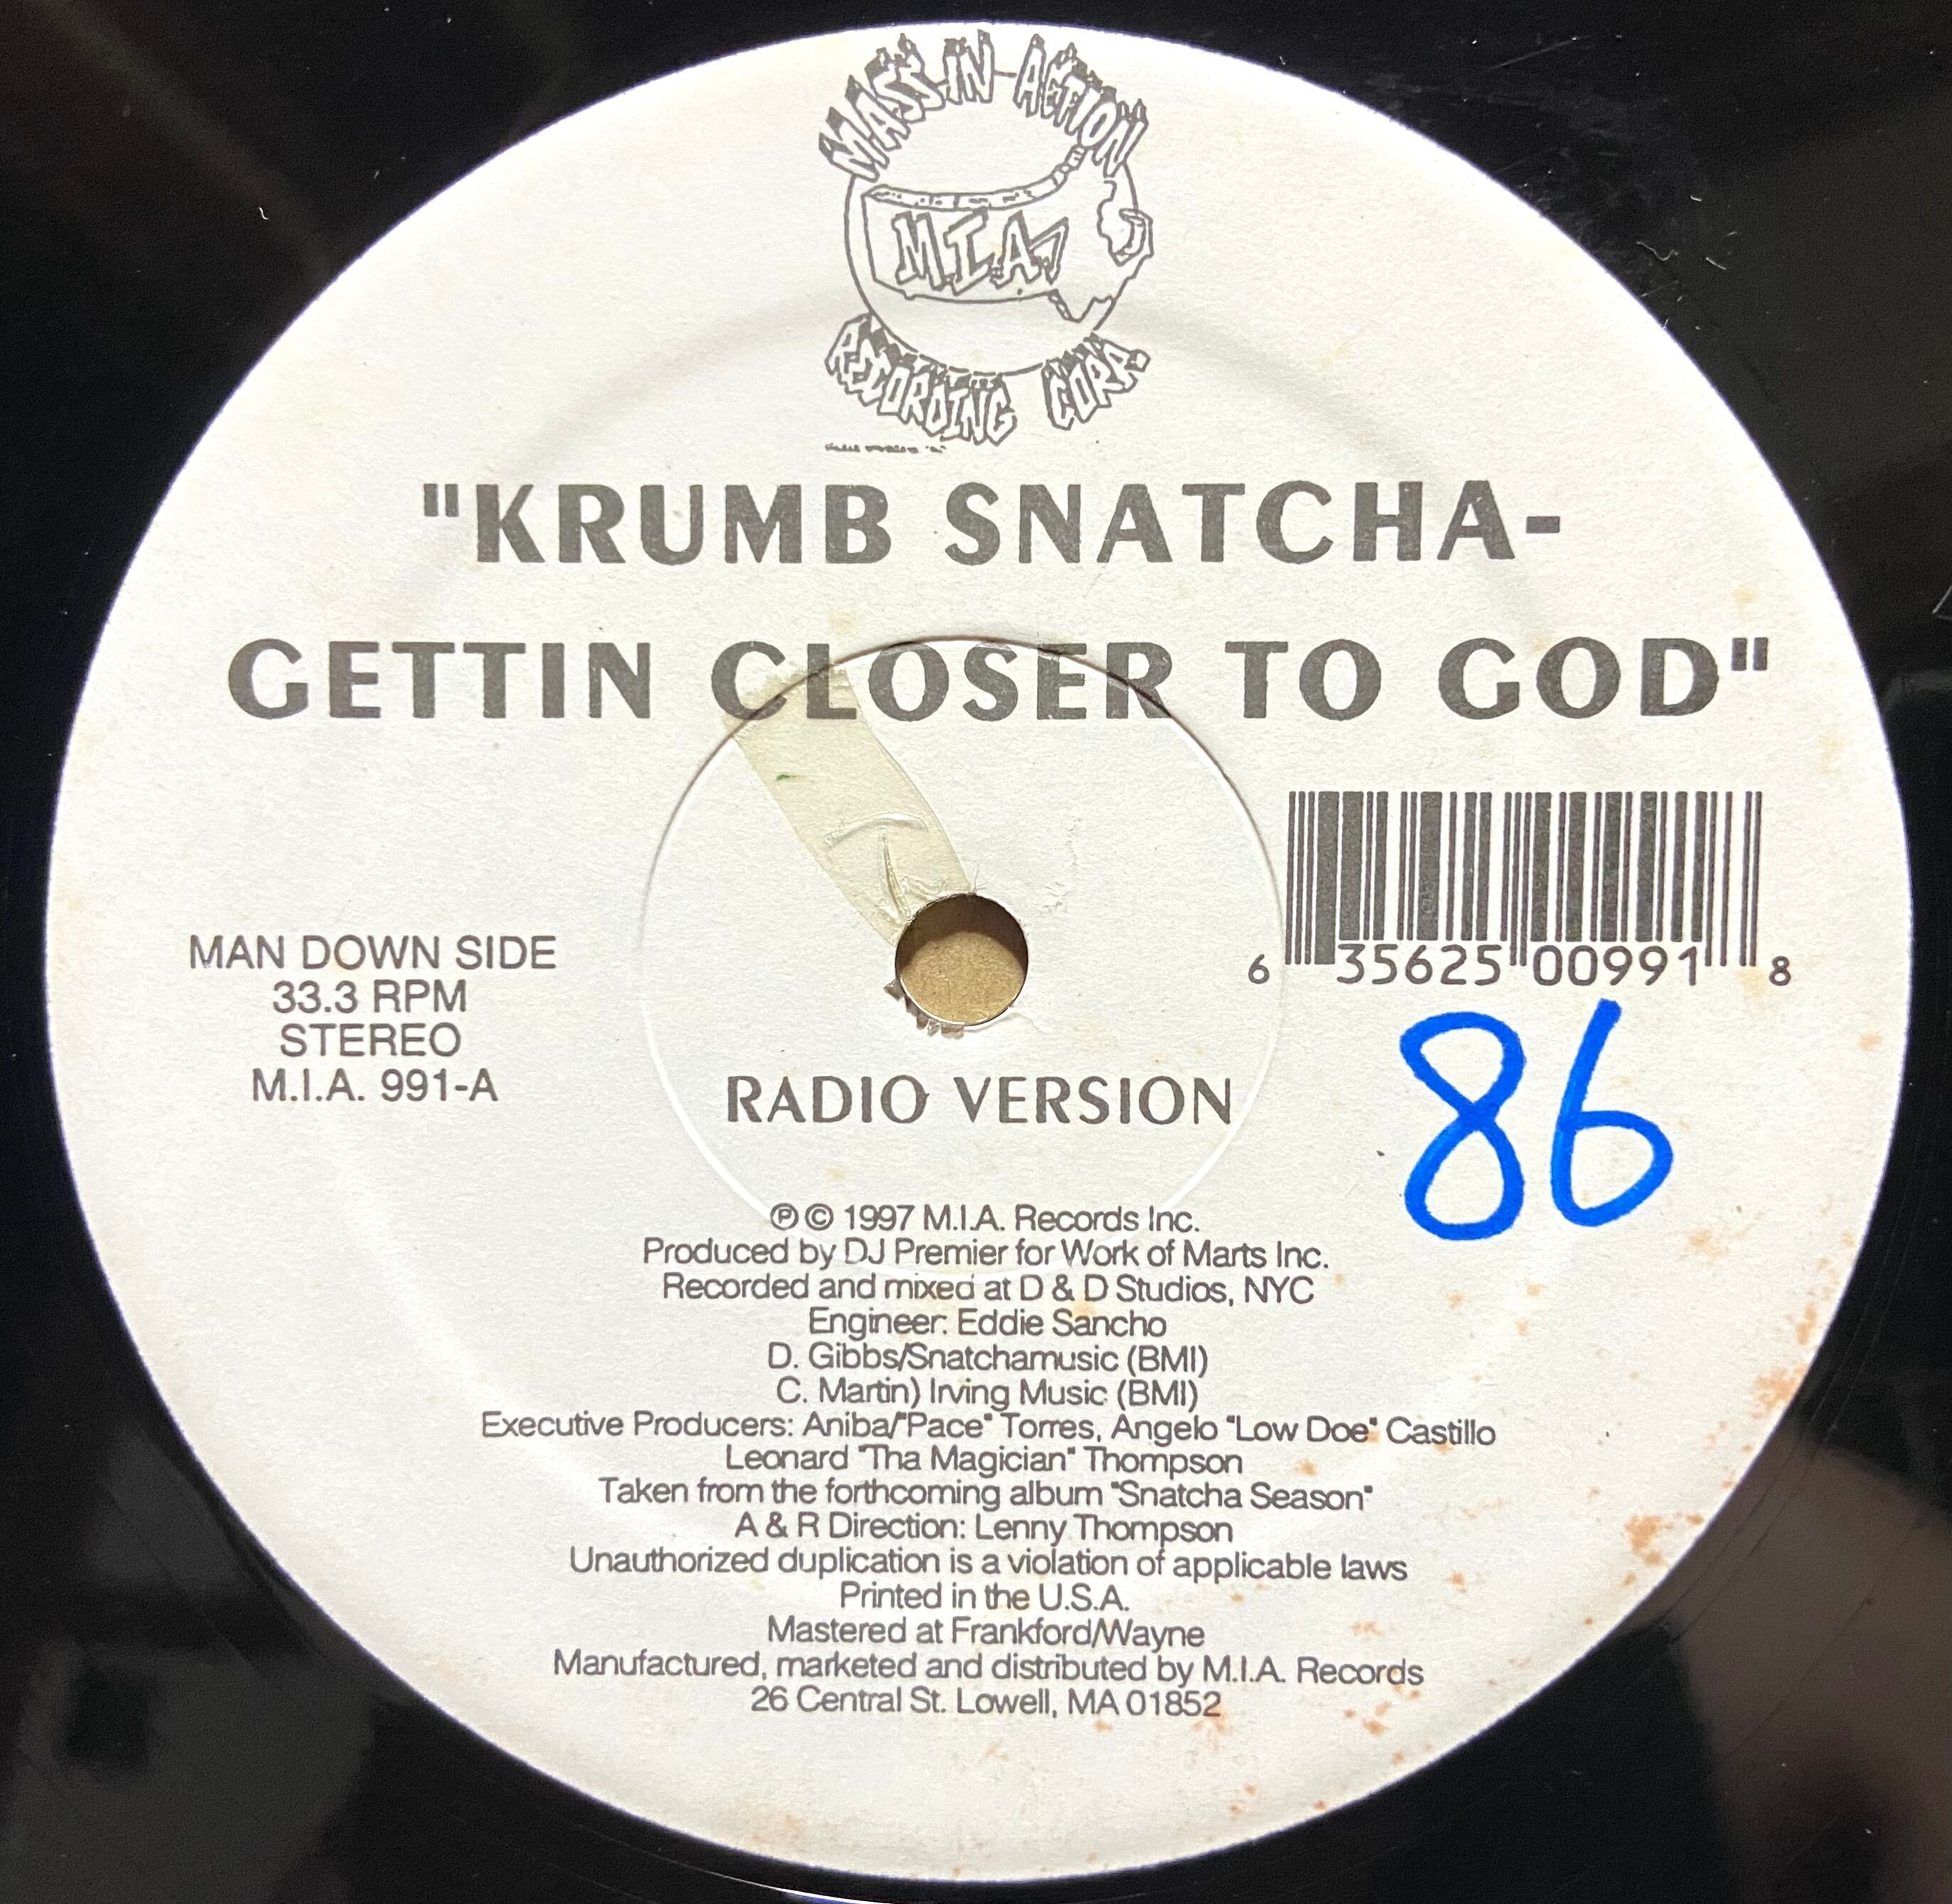 MASS IN ACTION
M.I.A.
RECORDING CORP.
"KRUMB SNATCHA-
GETTIN CLOSER TO GOD"
MAN DOWN SIDE
33.3 RPM
STEREO
M.I.A. 991-A
6 35625 00991 8
86
RADIO VERSION
℗ © 1997 M.I.A. Records Inc.
Produced by DJ Premier for Work of Marts Inc.
Recorded and mixed at D & D Studios, NYC
Engineer: Eddie Sancho
D. Gibbs/Snatchamusic (BMI)
C. Martin) Irving Music (BMI)
Executive Producers: Aniba/"Pace" Torres, Angelo "Low Doe" Castillo
Leonard "Tha Magician" Thompson
Taken from the forthcoming album "Snatcha Season"
A & R Direction: Lenny Thompson
Unauthorized duplication is a violation of applicable laws
Printed in the U.S.A.
Mastered at Frankford/Wayne
Manufactured, marketed and distributed by M.I.A. Records
26 Central St. Lowell, MA 01852